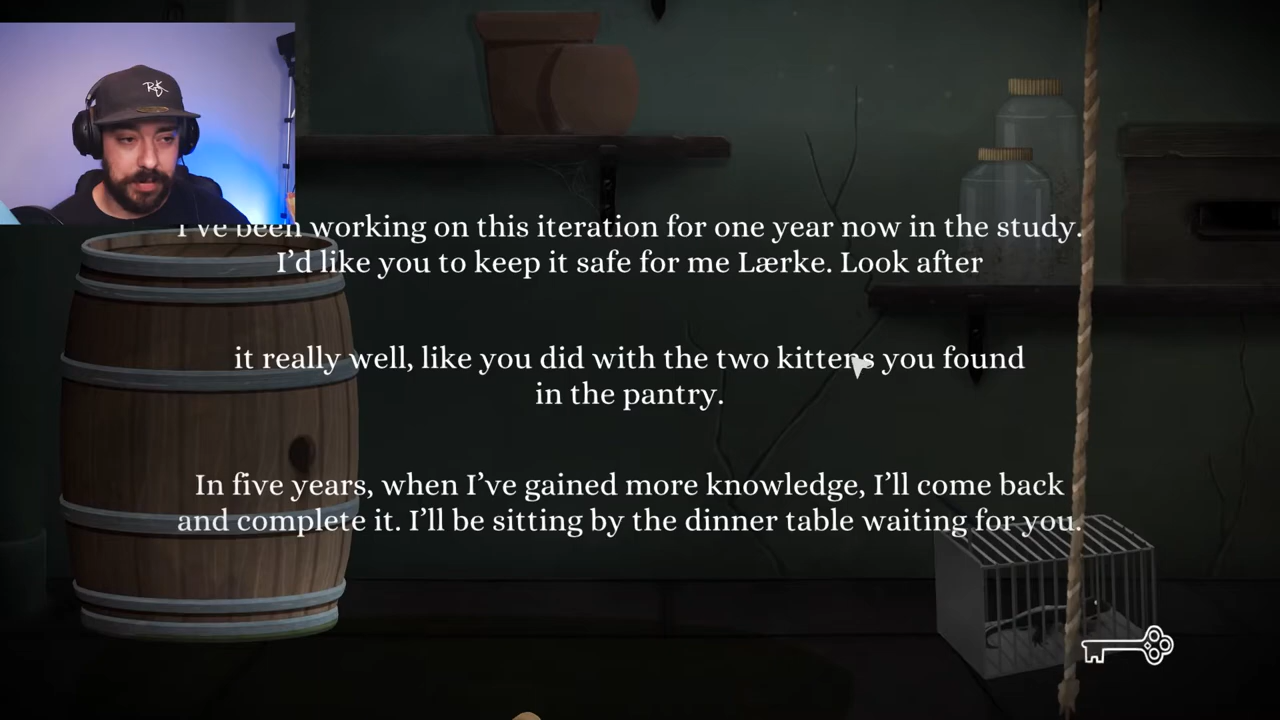 I've been working on this iteration for one year now in the study.
I'd like you to keep it safe for me Lærke. Look after
it really well, like you did with the two kittens you found
in the pantry.
In five years, when I've gained more knowledge, I'll come back
and complete it. I'll be sitting by the dinner table waiting for you.